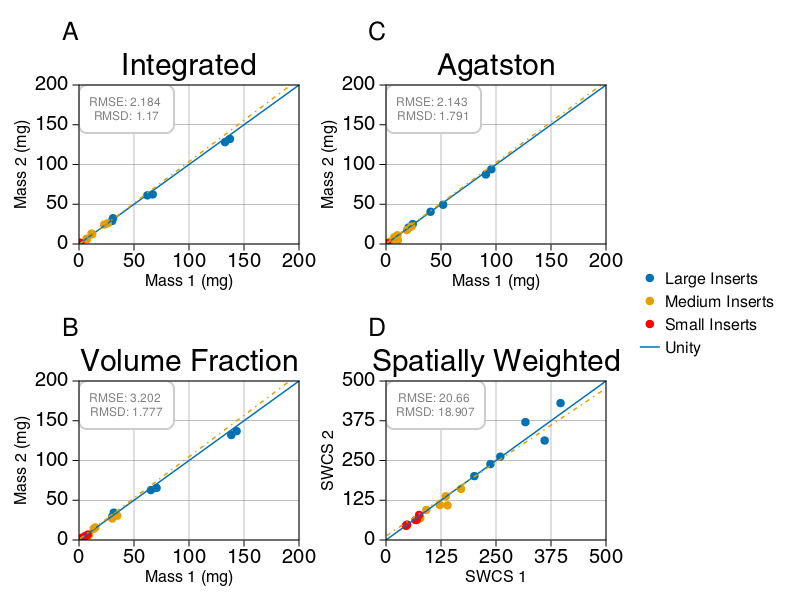 A
Integrated
200
150
100
50
0
RMSE: 2.184
RMSD: 1.17
Mass 2 (mg)
0 50 100 150 200
Mass 1 (mg)
C
Agatston
200
150
100
50
0
RMSE: 2.143
RMSD: 1.791
Mass 2 (mg)
0 50 100 150 200
Mass 1 (mg)
B
Volume Fraction
200
150
100
50
0
RMSE: 3.202
RMSD: 1.777
Mass 2 (mg)
0 50 100 150 200
Mass 1 (mg)
D
Spatially Weighted
500
375
250
125
0
RMSE: 20.66
RMSD: 18.907
SWCS 2
0 125 250 375 500
SWCS 1
Large Inserts
Medium Inserts
Small Inserts
Unity